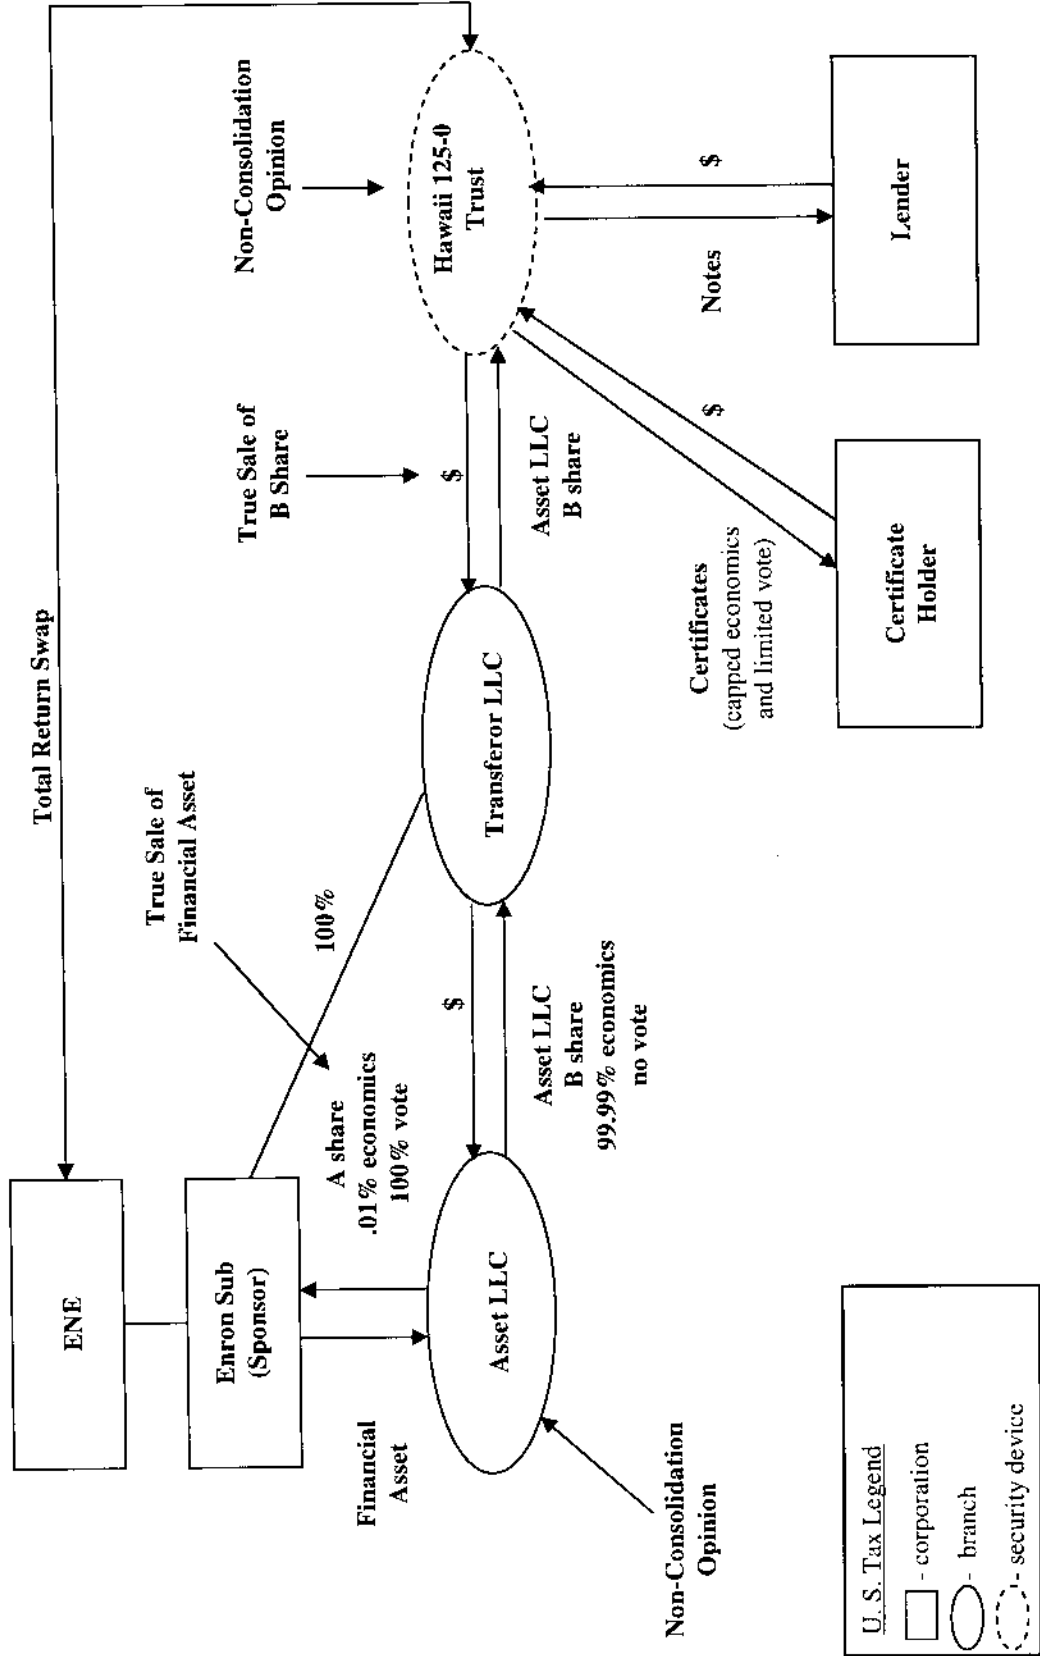 Total Return Swap
ENE
Enron Sub
(Sponsor)
True Sale of
Financial Asset
True Sale of
B Share
Non-Consolidation
Opinion
100%
A share
.01% economics
100% vote
Financial
Asset
Asset LLC
$
Asset LLC
B share
99.99% economics
no vote
Transferor LLC
$
Asset LLC
B share
Hawaii 125-0
Trust
Non-Consolidation
Opinion
Certificates
(capped economics
and limited vote)
$
Notes
$
Certificate
Holder
Lender
U. S. Tax Legend
- corporation
- branch
- security device